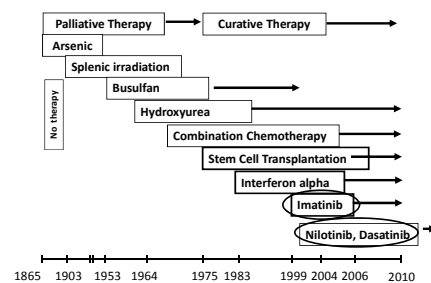 Palliative Therapy Curative Therapy
Arsenic
Splenic irradiation
Busulfan
No therapy
Hydroxyurea
Combination Chemotherapy
Stem Cell Transplantation
Interferon alpha
Imatinib
Nilotinib, Dasatinib
1865 1903 1953 1964 1975 1983 1999 2004 2006 2010